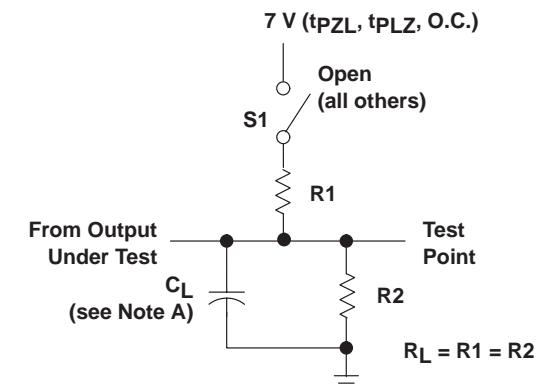 7 V (tPZL, tPLZ, O.C.)
Open
(all others)
S1
R1
From Output
Under Test
Test
Point
CL
(see Note A)
R2
RL = R1 = R2